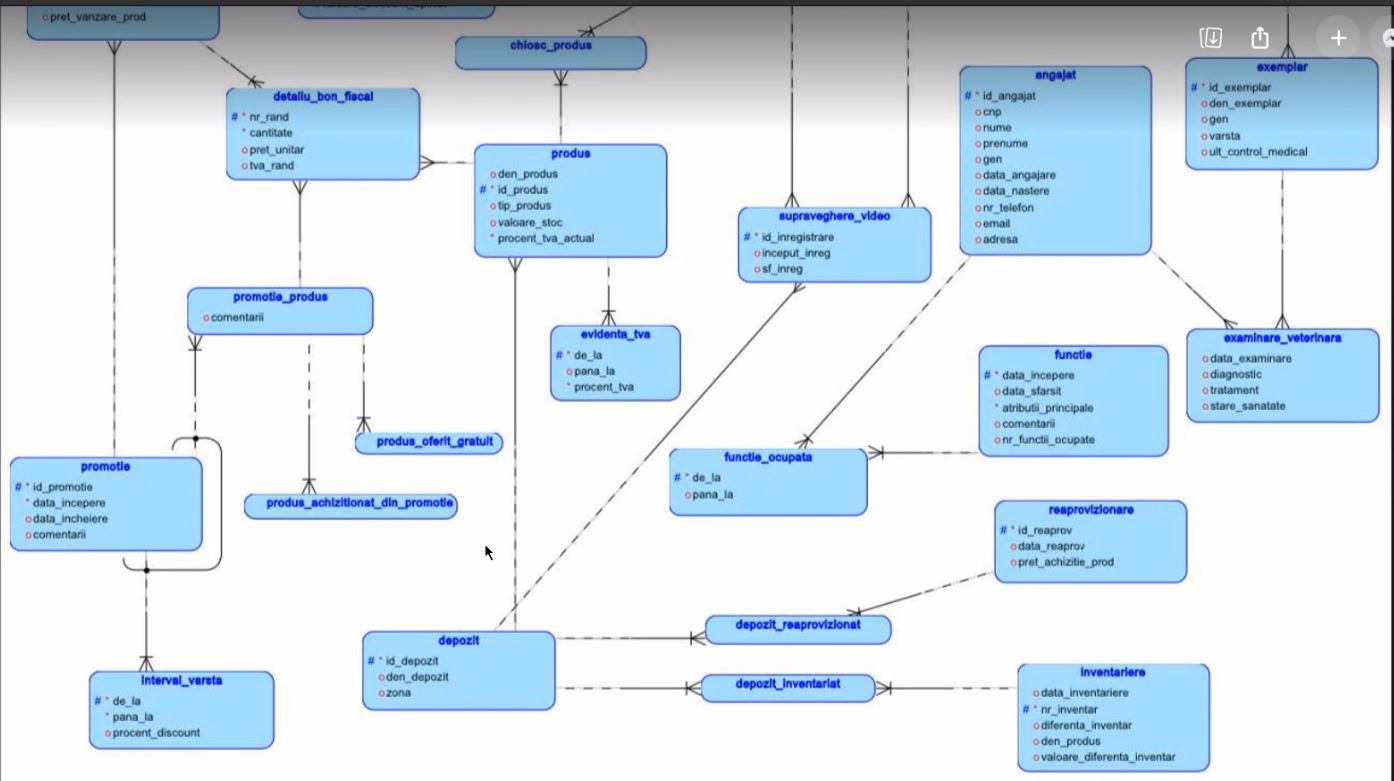 o pret_vanzare_prod
chiosc_produs
detaliu_bon_fiscal
# * nr_rand
* cantitate
o pret_unitar
o tva_rand
produs
o den_produs
# * id_produs
o tip_produs
o valoare_stoc
* procent_tva_actual
angajat
# * id_angajat
o cnp
o nume
o prenume
o gen
o data_angajare
o data_nastere
o nr_telefon
o email
o adresa
exemplar
# * id_exemplar
o den_exemplar
o gen
o varsta
o ult_control_medical
supraveghere_video
# * id_inregistrare
o inceput_inreg
o sf_inreg
promotie_produs
o comentarii
evidenta_tva
# * de_la
o pana_la
* procent_tva
functie
# * data_incepere
o data_sfarsit
* atributii_principale
o comentarii
o nr_functii_ocupate
examinare_veterinara
o data_examinare
o diagnostic
o tratament
o stare_sanatate
produs_oferit_gratuit
promotie
# * id_promotie
* data_incepere
o data_incheiere
o comentarii
produs_achizitionat_din_promotie
functie_ocupata
# * de_la
o pana_la
reaprovizionare
# * id_reaprov
o data_reaprov
o pret_achizitie_prod
depozit
# * id_depozit
o den_depozit
o zona
depozit_reaprovizionat
depozit_inventariat
interval_varsta
# * de_la
* pana_la
o procent_discount
inventariere
o data_inventariere
# * nr_inventar
o diferenta_inventar
o den_produs
o valoare_diferenta_inventar